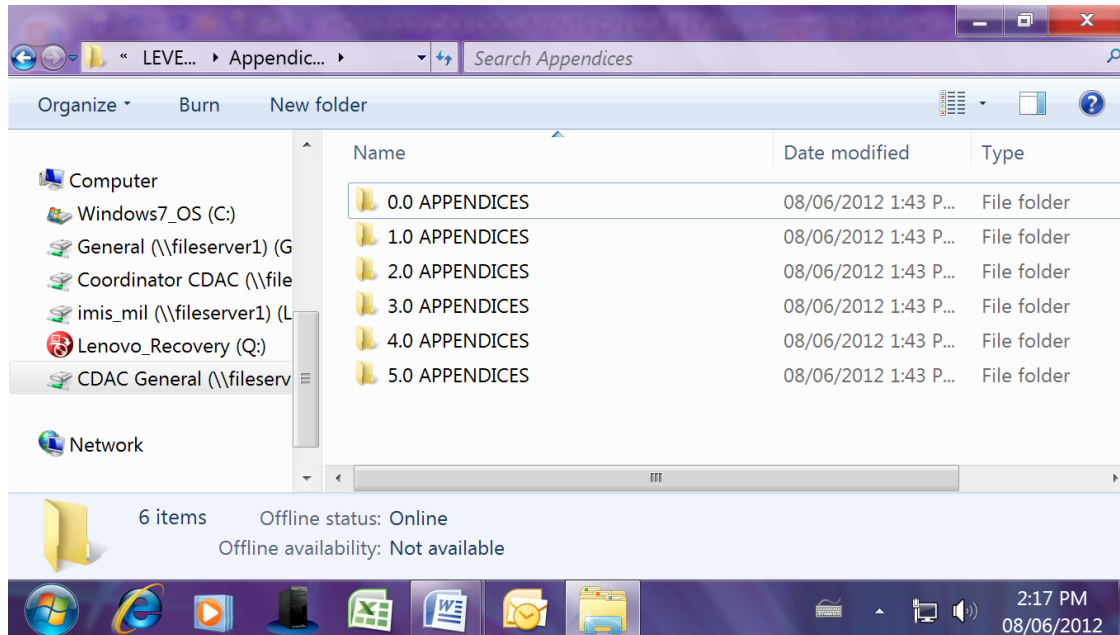 « LEVE... Appendic... Search Appendices
Organize Burn New folder
Name Date modified Type
Computer
Windows7_OS (C:)
General (\\fileserver1) (G
Coordinator CDAC (\\file
imis_mil (\\fileserver1) (L
Lenovo_Recovery (Q:)
CDAC General (\\fileserv
Network
0.0 APPENDICES 08/06/2012 1:43 P... File folder
1.0 APPENDICES 08/06/2012 1:43 P... File folder
2.0 APPENDICES 08/06/2012 1:43 P... File folder
3.0 APPENDICES 08/06/2012 1:43 P... File folder
4.0 APPENDICES 08/06/2012 1:43 P... File folder
5.0 APPENDICES 08/06/2012 1:43 P... File folder
6 items Offline status: Online
Offline availability: Not available
2:17 PM
08/06/2012